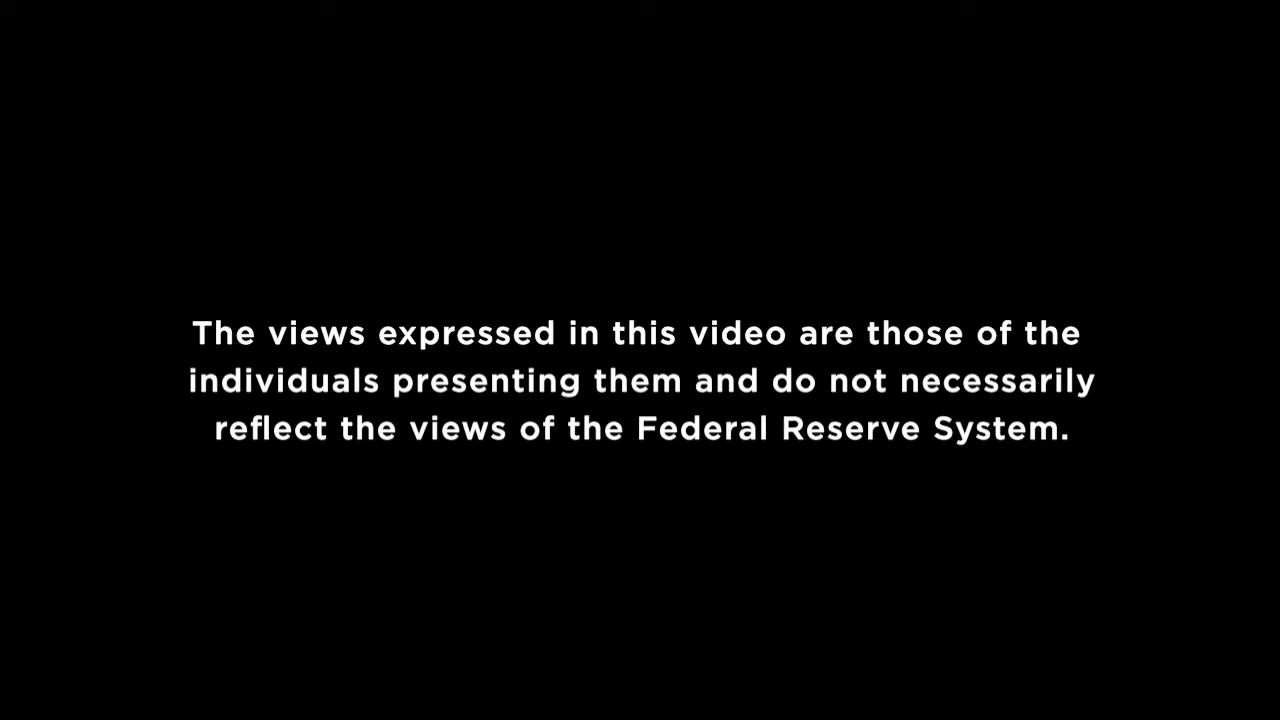 The views expressed in this video are those of the
individuals presenting them and do not necessarily
reflect the views of the Federal Reserve System.